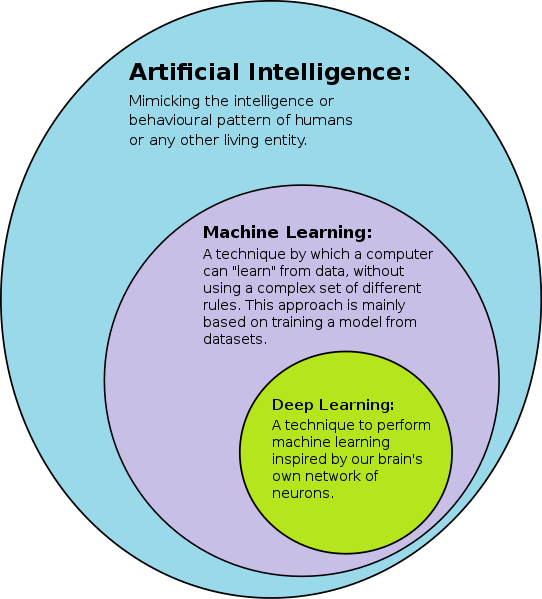 Artificial Intelligence:
Mimicking the intelligence or
behavioural pattern of humans
or any other living entity.
Machine Learning:
A technique by which a computer
can "learn" from data, without
using a complex set of different
rules. This approach is mainly
based on training a model from
datasets.
Deep Learning:
A technique to perform
machine learning
inspired by our brain's
own network of
neurons.